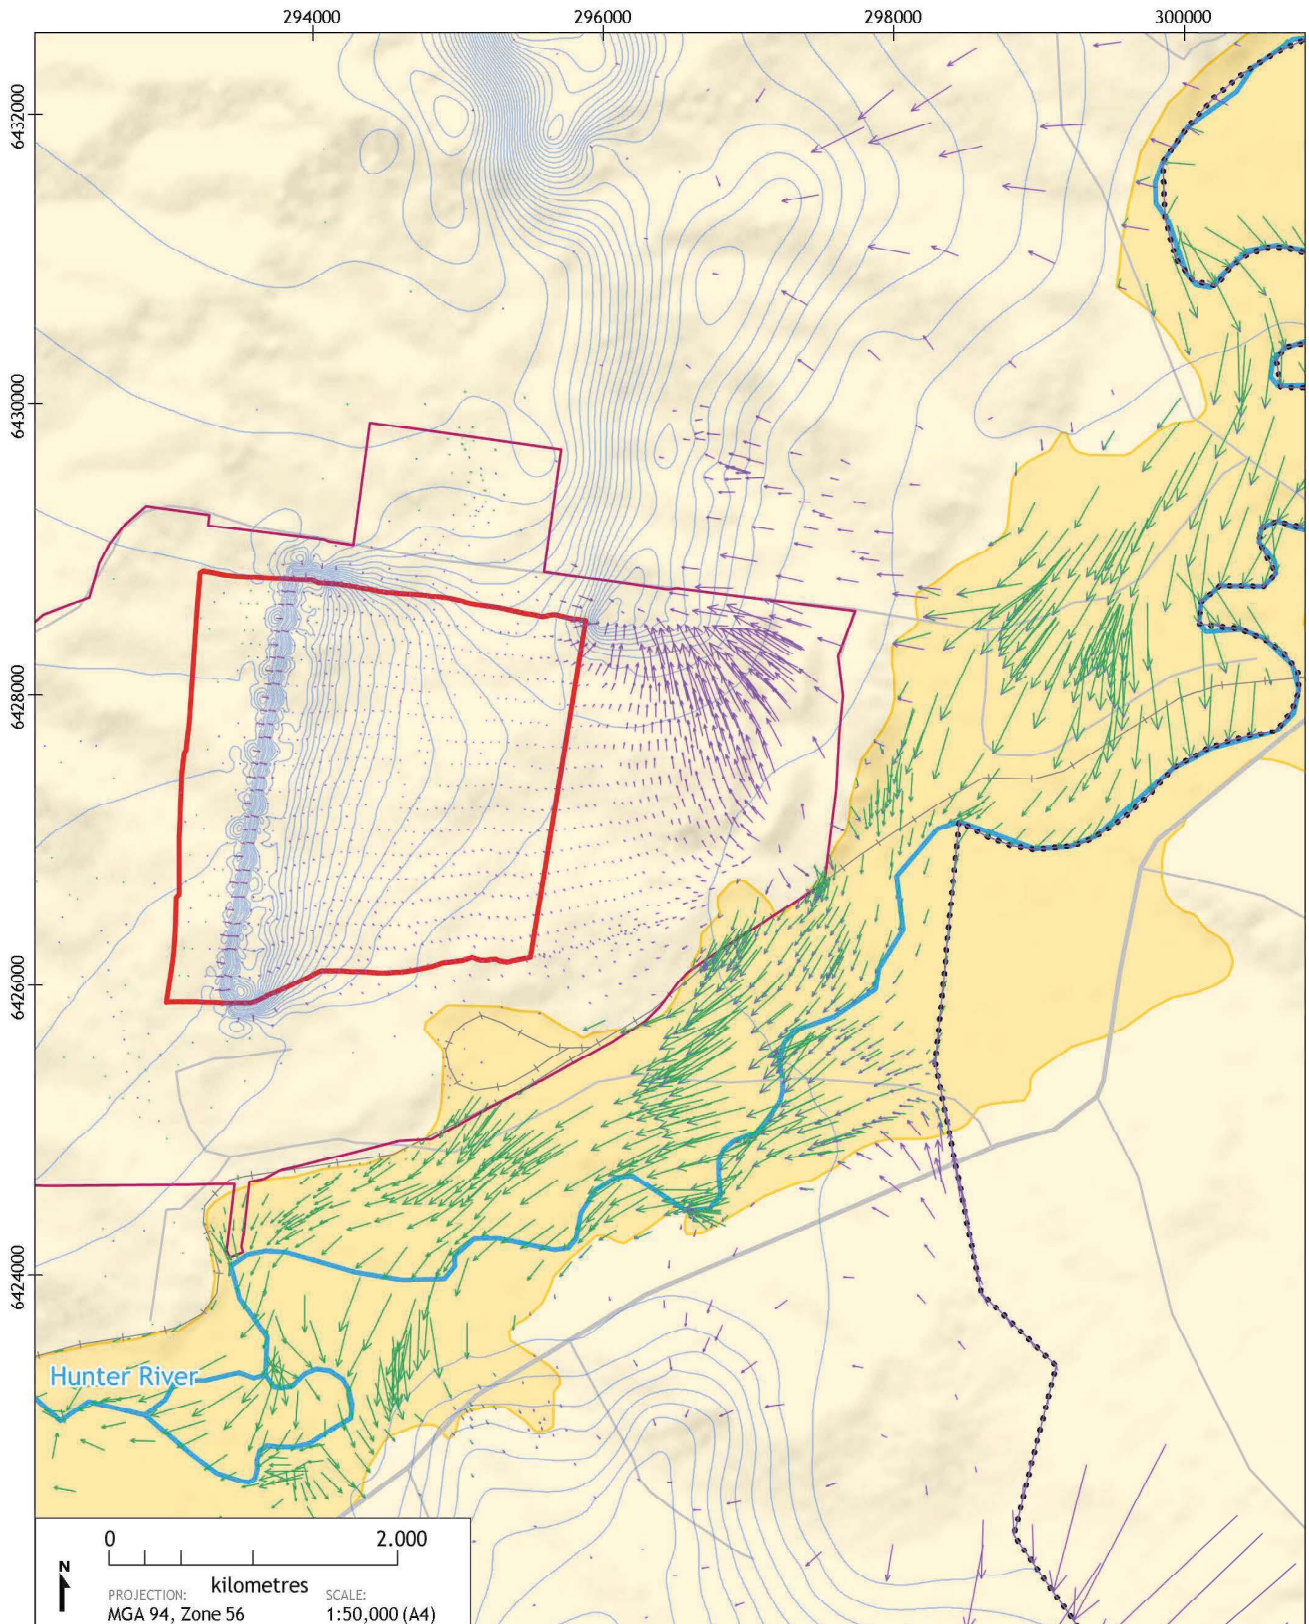 294000 296000 298000 300000
6432000
6430000
6428000
6426000
6424000
Hunter River
0 2.000
kilometres
N
PROJECTION: SCALE:
MGA 94, Zone 56 1:50,000 (A4)